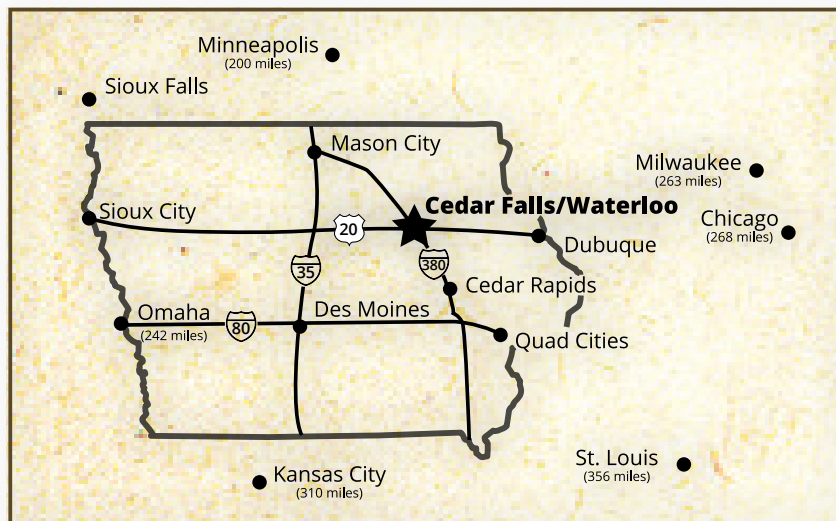 Minneapolis
(200 miles)
Sioux Falls
Mason City
Milwaukee
(263 miles)
Cedar Falls/Waterloo
Sioux City
Chicago
(268 miles)
20
Dubuque
380
35
Cedar Rapids
Omaha
(242 miles)
80
Des Moines
Quad Cities
St. Louis
(356 miles)
Kansas City
(310 miles)